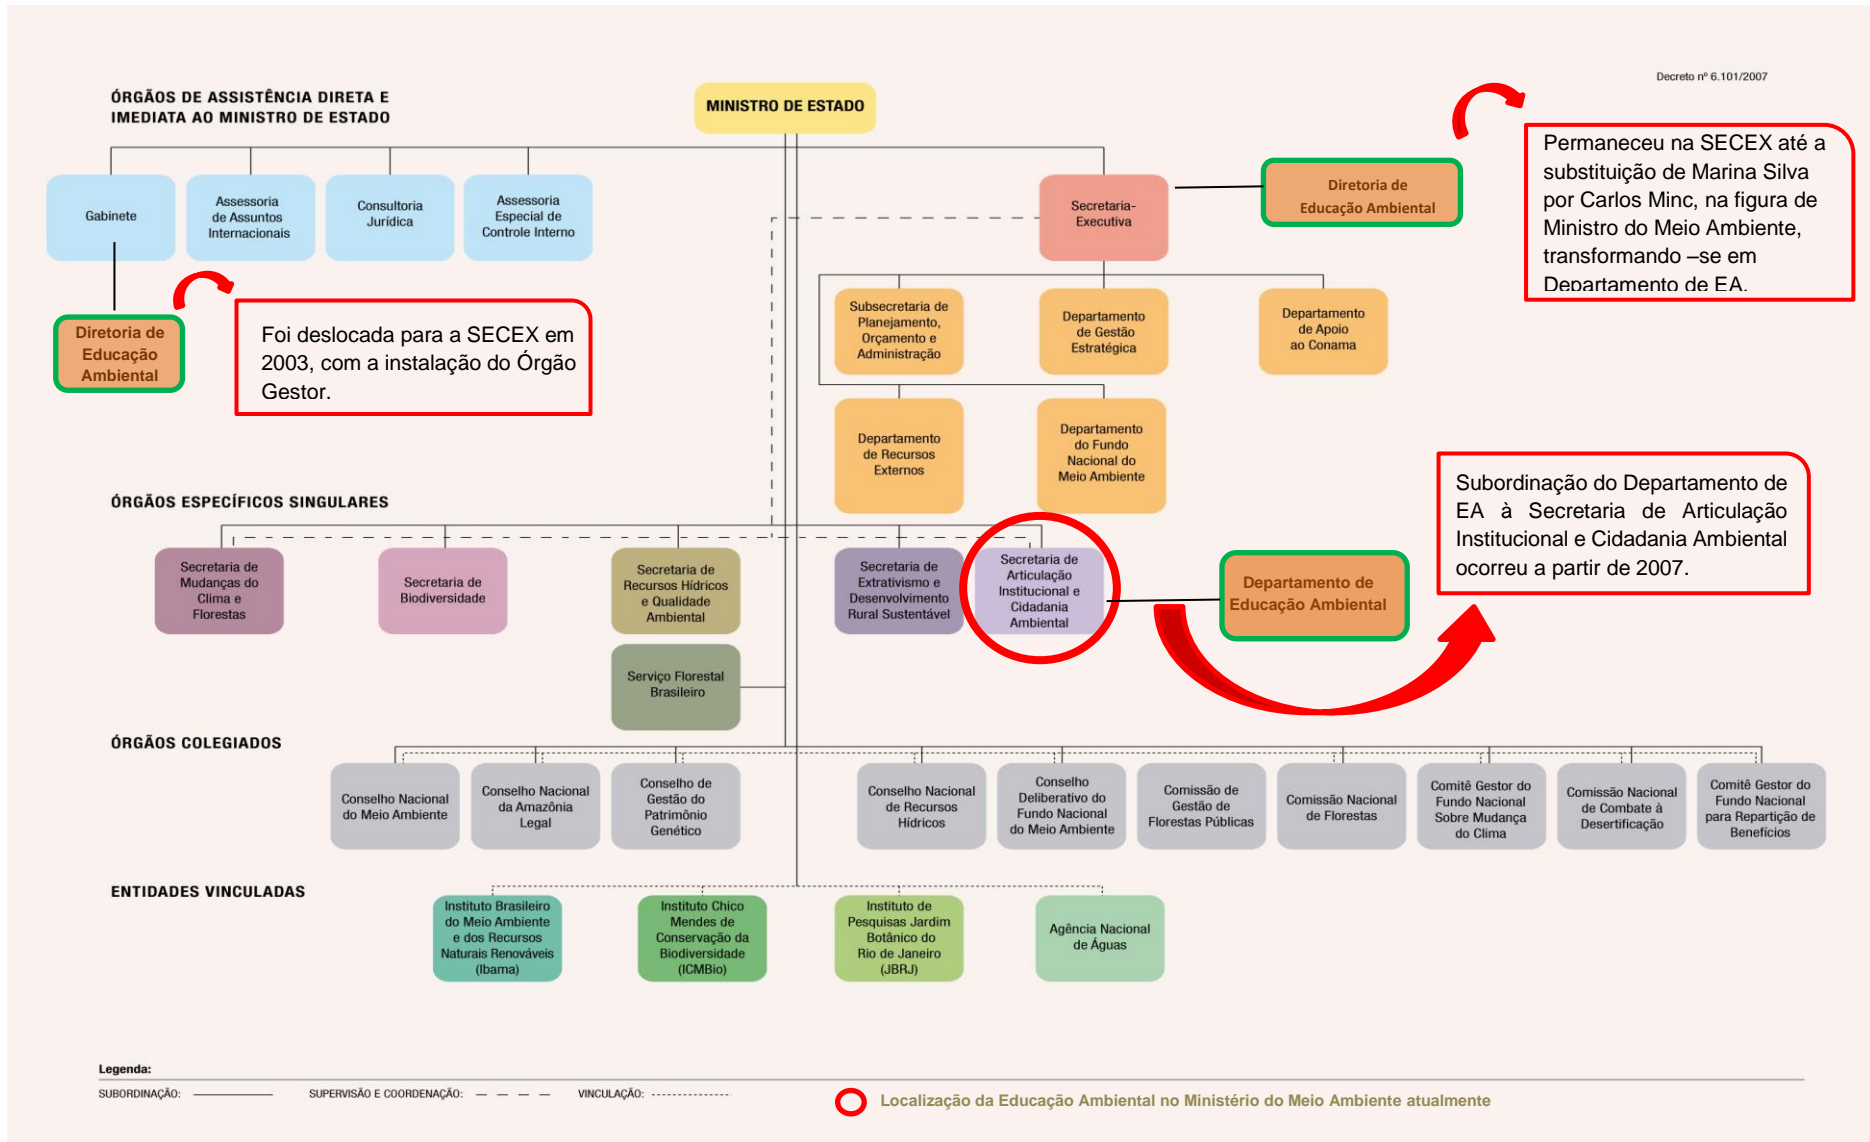 Decreto nº 6.101/2007
ÓRGÃOS DE ASSISTÊNCIA DIRETA E
IMEDIATA AO MINISTRO DE ESTADO
MINISTRO DE ESTADO
Gabinete
Assessoria
de Assuntos
Internacionais
Consultoria
Jurídica
Assessoria
Especial de
Controle Interno
Secretaria-
Executiva
Diretoria de
Educação Ambiental
Permaneceu na SECEX até a
substituição de Marina Silva
por Carlos Minc, na figura de
Ministro do Meio Ambiente,
transformando –se em
Departamento de EA.
Diretoria de
Educação
Ambiental
Foi deslocada para a SECEX em
2003, com a instalação do Órgão
Gestor.
Subsecretaria de
Planejamento,
Orçamento e
Administração
Departamento
de Gestão
Estratégica
Departamento
de Apoio
ao Conama
Departamento
de Recursos
Externos
Departamento
do Fundo
Nacional do
Meio Ambiente
Subordinação do Departamento de
EA à Secretaria de Articulação
Institucional e Cidadania Ambiental
ocorreu a partir de 2007.
ÓRGÃOS ESPECÍFICOS SINGULARES
Secretaria de
Mudanças do
Clima e
Florestas
Secretaria de
Biodiversidade
Secretaria de
Recursos Hídricos
e Qualidade
Ambiental
Secretaria de
Extrativismo e
Desenvolvimento
Rural Sustentável
Secretaria de
Articulação
Institucional e
Cidadania
Ambiental
Departamento de
Educação Ambiental
Serviço Florestal
Brasileiro
ÓRGÃOS COLEGIADOS
Conselho Nacional
do Meio Ambiente
Conselho Nacional
da Amazônia
Legal
Conselho de
Gestão do
Patrimônio
Genético
Conselho Nacional
de Recursos
Hídricos
Conselho
Deliberativo do
Fundo Nacional
do Meio Ambiente
Comissão de
Gestão de
Florestas Públicas
Comissão Nacional
de Florestas
Comitê Gestor do
Fundo Nacional
Sobre Mudança
do Clima
Comissão Nacional
de Combate à
Desertificação
Comitê Gestor do
Fundo Nacional
para Repartição de
Benefícios
ENTIDADES VINCULADAS
Instituto Brasileiro
do Meio Ambiente
e dos Recursos
Naturais Renováveis
(Ibama)
Instituto Chico
Mendes de
Conservação da
Biodiversidade
(ICMBio)
Instituto de
Pesquisas Jardim
Botânico do
Rio de Janeiro
(JBRJ)
Agência Nacional
de Águas
Legenda:
SUBORDINAÇÃO:
SUPERVISÃO E COORDENAÇÃO:
VINCULAÇÃO:
Localização da Educação Ambiental no Ministério do Meio Ambiente atualmente